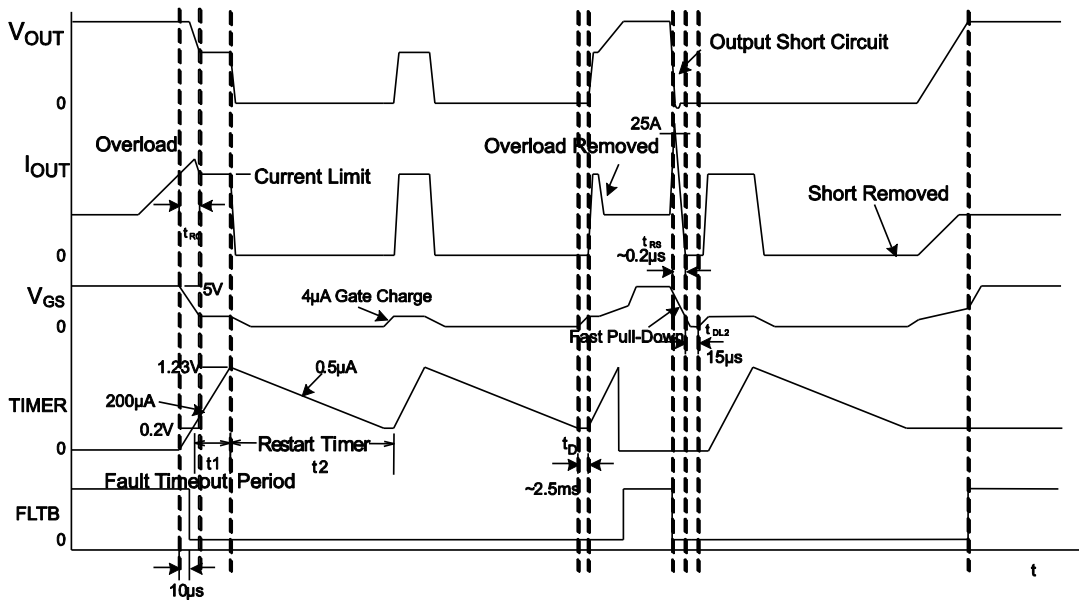 VOUT
Output Short Circuit
0
25A
Overload
Overload Removed
IOUT
Current Limit
Short Removed
tRC
tRS
~0.2µs
0
5V
VGS
4µA Gate Charge
0
Fast Pull-Down
tDL2
15µs
1.23V
0.5µA
TIMER
200µA
0.2V
Restart Timer
tD
0
t1
t2
Fault Timeout Period
~2.5ms
FLTB
0
t
10µs